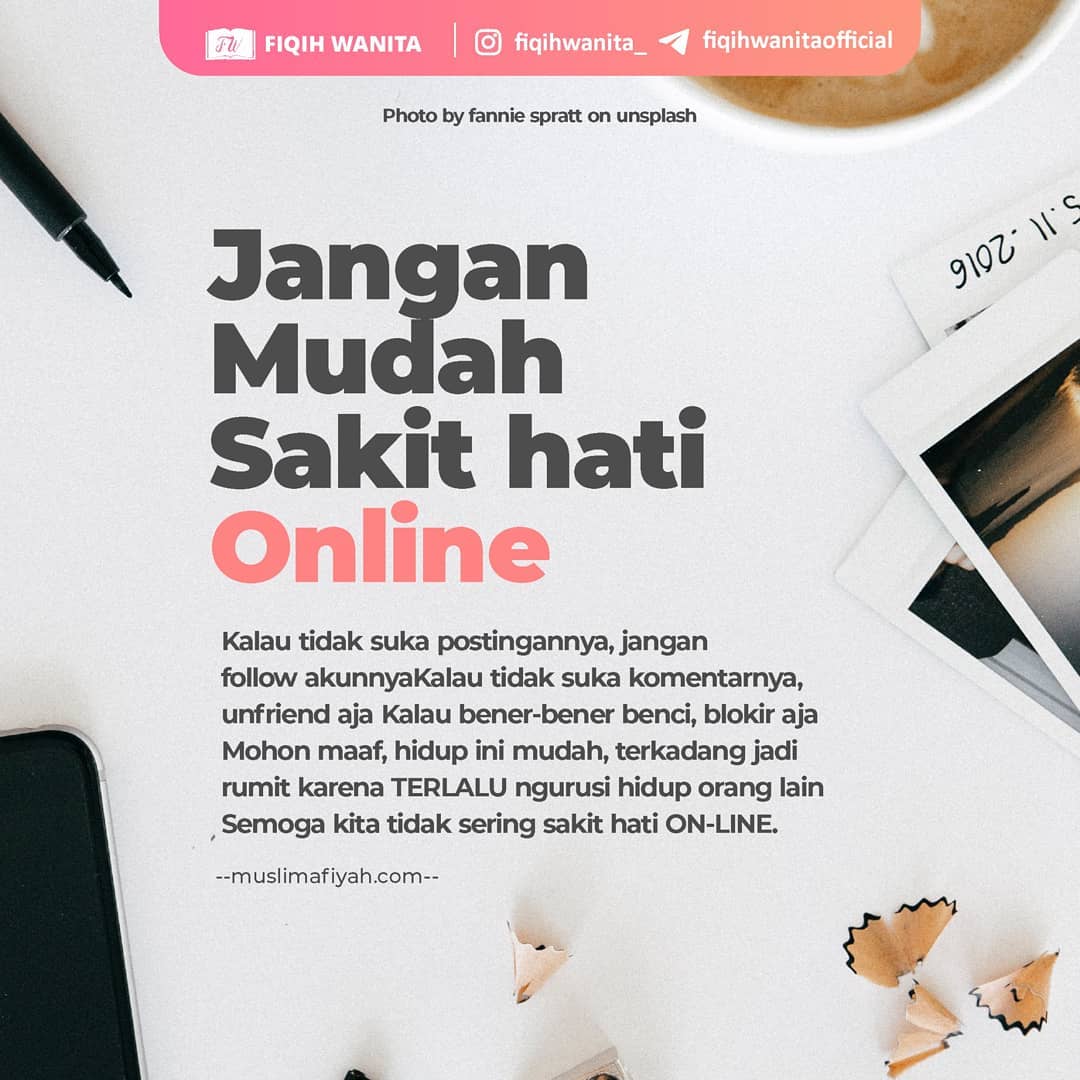 FW FIQIH WANITA fiqihwanita_ fiqihwanitaofficial
Photo by fannie spratt on unsplash
5.11.2016
Jangan
Mudah
Sakit hati
Online
Kalau tidak suka postingannya, jangan
follow akunnyaKalau tidak suka komentarnya,
unfriend aja Kalau bener-bener benci, blokir aja
Mohon maaf, hidup ini mudah, terkadang jadi
rumit karena TERLALU ngurusi hidup orang lain
Semoga kita tidak sering sakit hati ON-LINE.
--muslimafiyah.com--